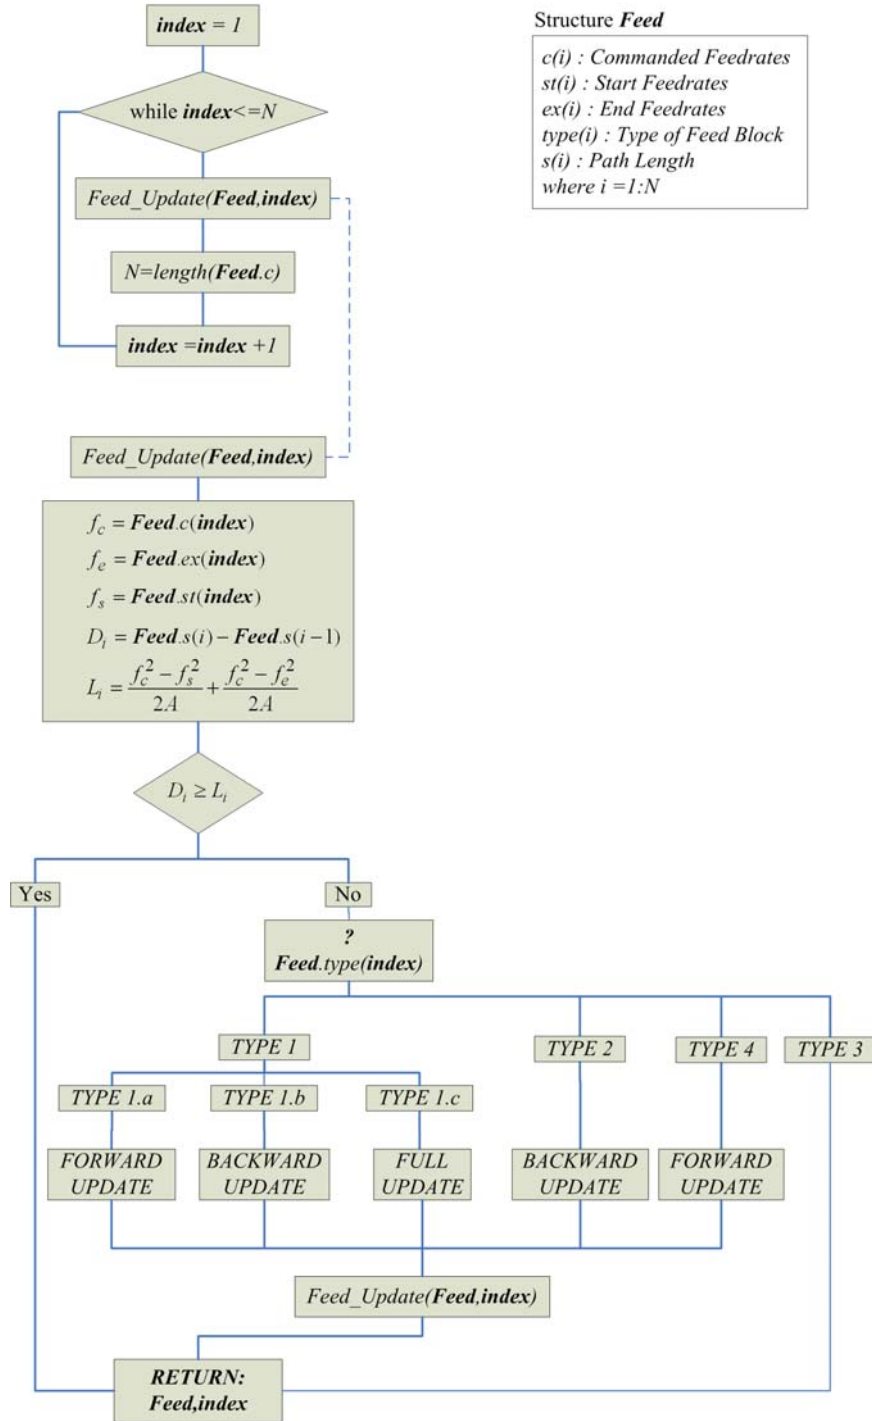 index = 1
while index<=N
Feed_Update(Feed,index)
N=length(Feed.c)
index =index +1
Structure Feed
c(i) : Commanded Feedrates
st(i) : Start Feedrates
ex(i) : End Feedrates
type(i) : Type of Feed Block
s(i) : Path Length
where i =1:N
Feed_Update(Feed,index)
f_c = Feed.c(index)
f_e = Feed.ex(index)
f_s = Feed.st(index)
D_i = Feed.s(i) − Feed.s(i−1)
L_i = (f_c^2 − f_s^2)/2A + (f_c^2 − f_e^2)/2A
D_i ≥ L_i
Yes
No
?
Feed.type(index)
TYPE 1
TYPE 2
TYPE 4
TYPE 3
TYPE 1.a
TYPE 1.b
TYPE 1.c
FORWARD
UPDATE
BACKWARD
UPDATE
FULL
UPDATE
BACKWARD
UPDATE
FORWARD
UPDATE
Feed_Update(Feed,index)
RETURN:
Feed,index